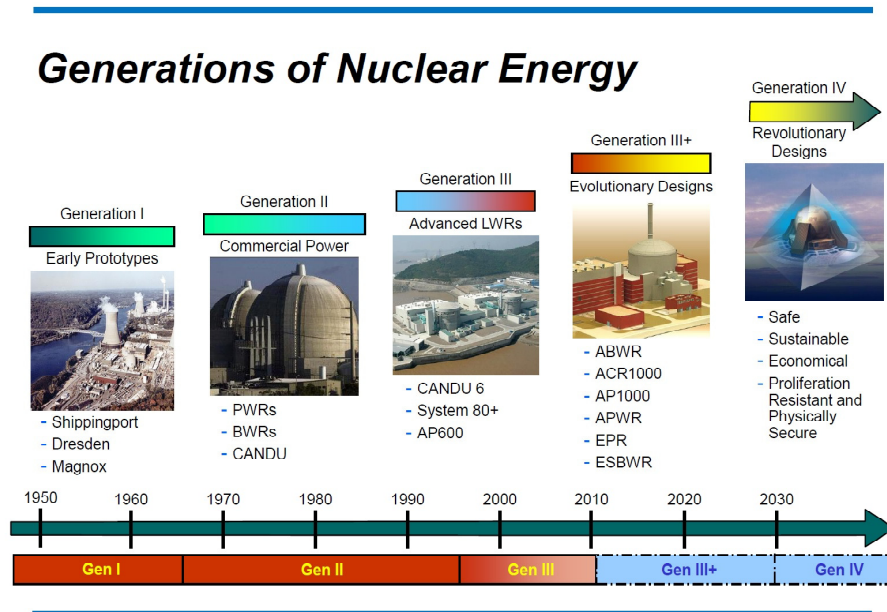 Generations of Nuclear Energy
Generation I
Early Prototypes
- Shippingport
- Dresden
- Magnox
Generation II
Commercial Power
- PWRs
- BWRs
- CANDU
Generation III
Advanced LWRs
- CANDU 6
- System 80+
- AP600
Generation III+
Evolutionary Designs
- ABWR
- ACR1000
- AP1000
- APWR
- EPR
- ESBWR
Generation IV
Revolutionary
Designs
- Safe
- Sustainable
- Economical
- Proliferation
Resistant and
Physically
Secure
1950 1960 1970 1980 1990 2000 2010 2020 2030
Gen I Gen II Gen III Gen III+ Gen IV